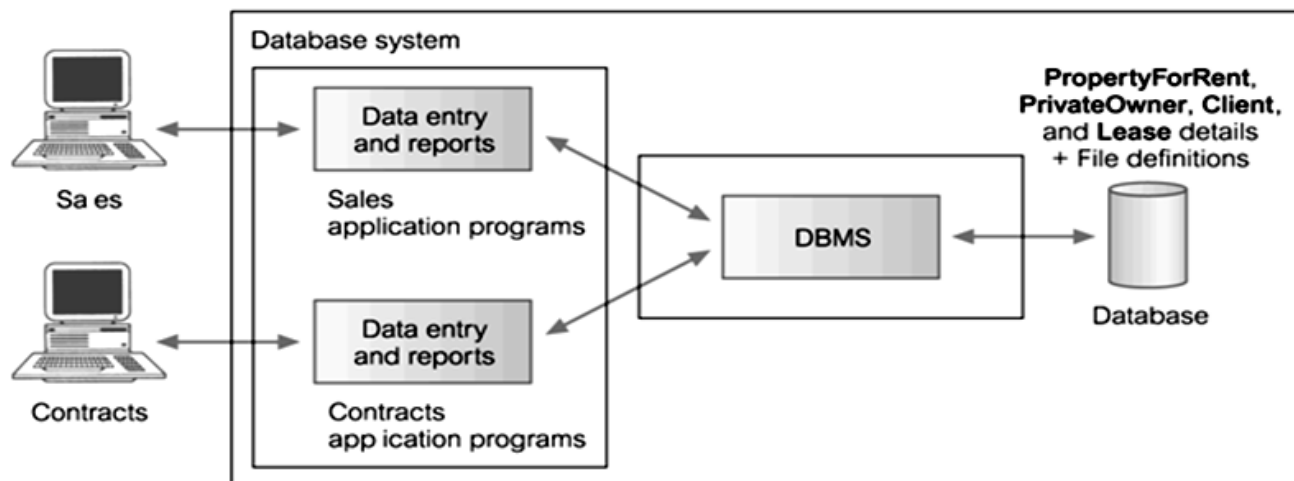 Database system
PropertyForRent,
PrivateOwner, Client,
and Lease details
+ File definitions
Data entry
and reports
Sa es
Sales
application programs
DBMS
Data entry
and reports
Database
Contracts
Contracts
app ication programs